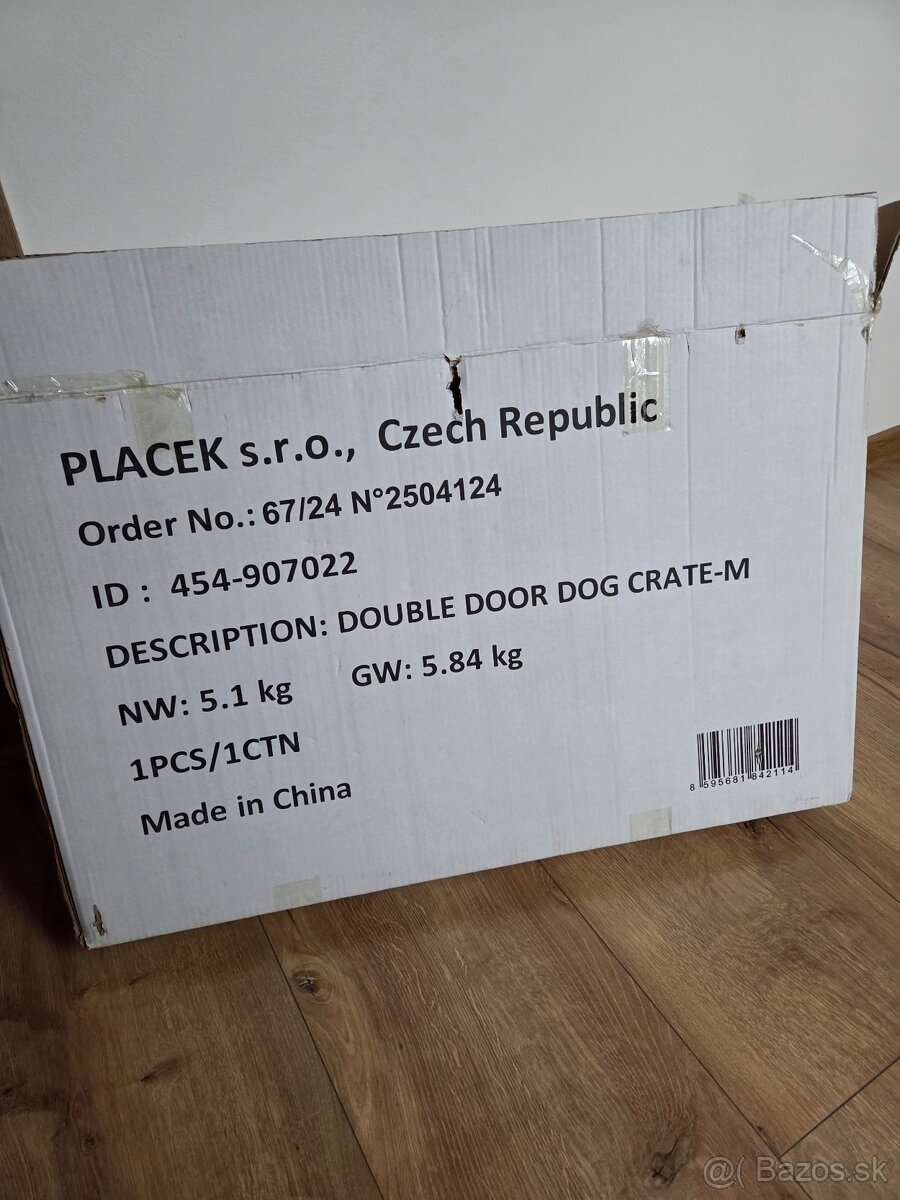 PLACEK s.r.o., Czech Republic
Order No.: 67/24 N°2504124
ID : 454-907022
DESCRIPTION: DOUBLE DOOR DOG CRATE-M
NW: 5.1 kg GW: 5.84 kg
1PCS/1CTN
Made in China
8 595681 842114
@( Bazos.sk